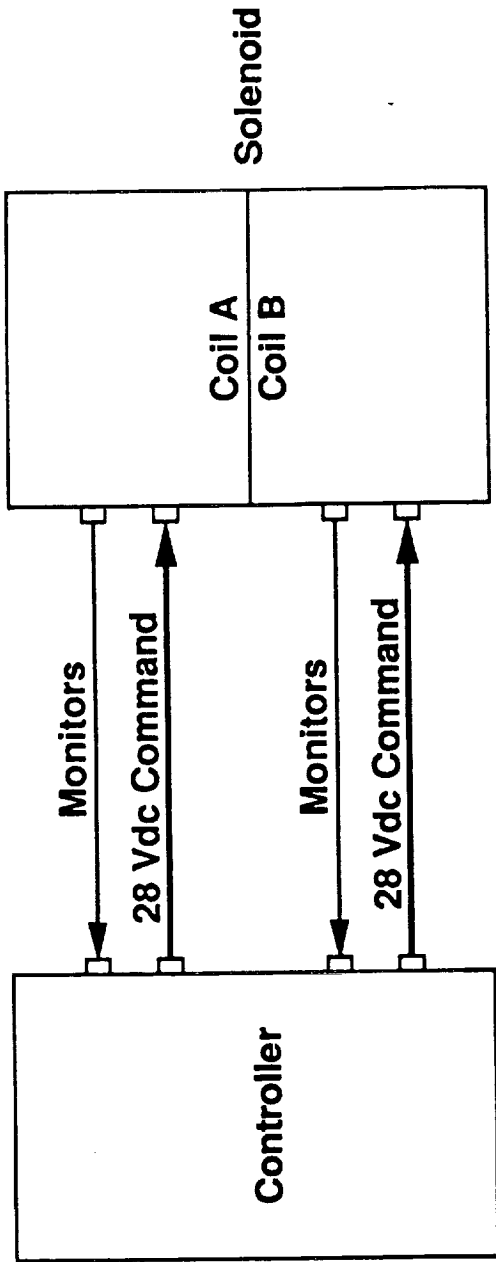 Controller
Monitors
28 Vdc Command
Monitors
28 Vdc Command
Coil A
Coil B
Solenoid